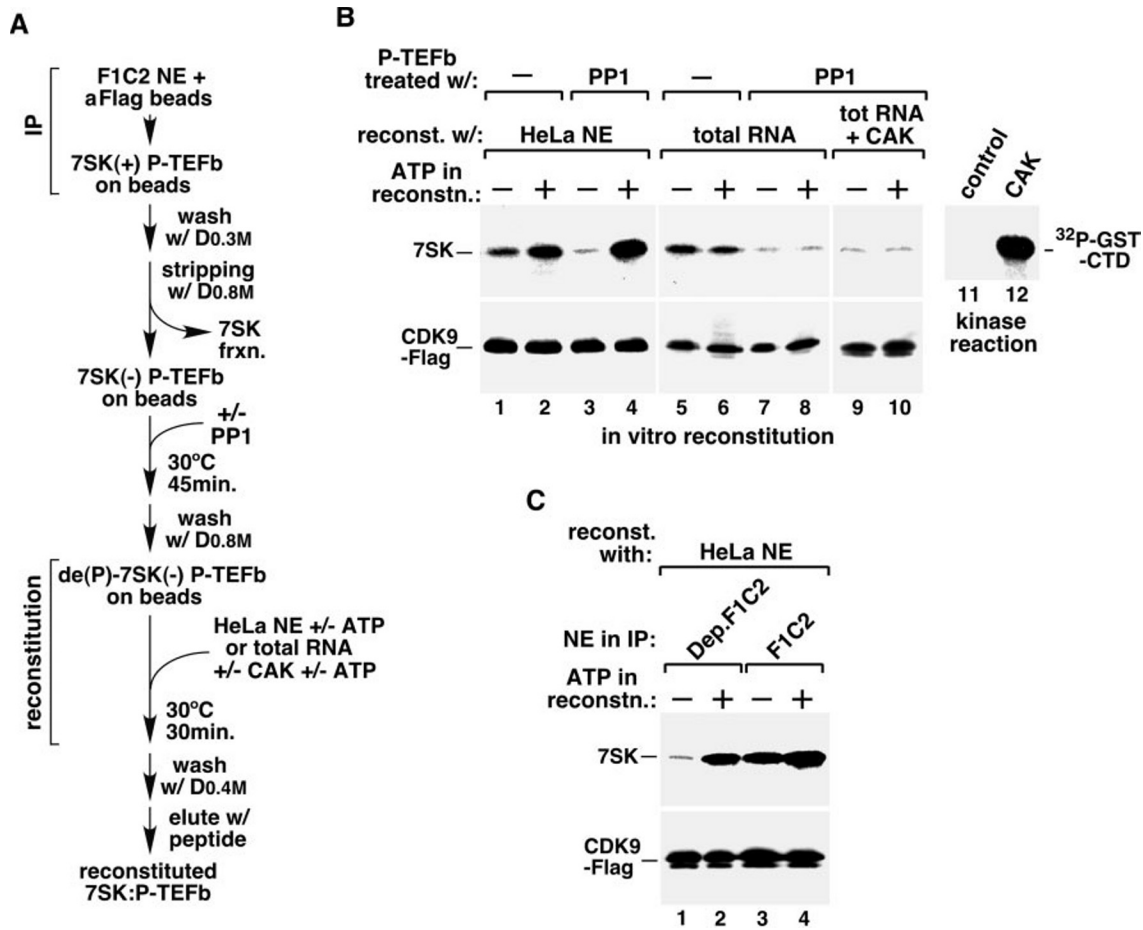 A
F1C2 NE +
aFlag beads
IP
7SK(+) P-TEFb
on beads
wash
w/ D0.3M
stripping
w/ D0.8M
7SK
frxn.
7SK(-) P-TEFb
on beads
+/-
PP1
30ºC
45min.
wash
w/ D0.8M
reconstitution
de(P)-7SK(-) P-TEFb
on beads
HeLa NE +/- ATP
or total RNA
+/- CAK +/- ATP
30ºC
30min.
wash
w/ D0.4M
elute w/
peptide
reconstituted
7SK:P-TEFb
B
P-TEFb
treated w/: — PP1 — PP1
reconst. w/: HeLa NE total RNA tot RNA
+ CAK
ATP in
reconstn.: — + — + — + — + — +
7SK
CDK9
-Flag
1 2 3 4 5 6 7 8 9 10
in vitro reconstitution
control CAK
32P-GST
-CTD
11 12
kinase
reaction
C
reconst.
with: HeLa NE
NE in IP: Dep.F1C2 F1C2
ATP in
reconstn.: — + — +
7SK
CDK9
-Flag
1 2 3 4